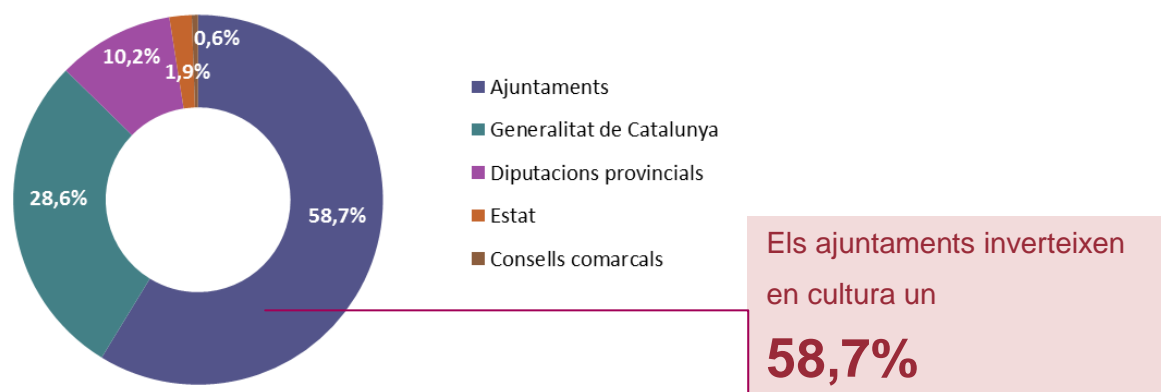 0,6%
10,2%
1,9%
28,6%
58,7%
Ajuntaments
Generalitat de Catalunya
Diputacions provincials
Estat
Consells comarcals
Els ajuntaments inverteixen
en cultura un
58,7%